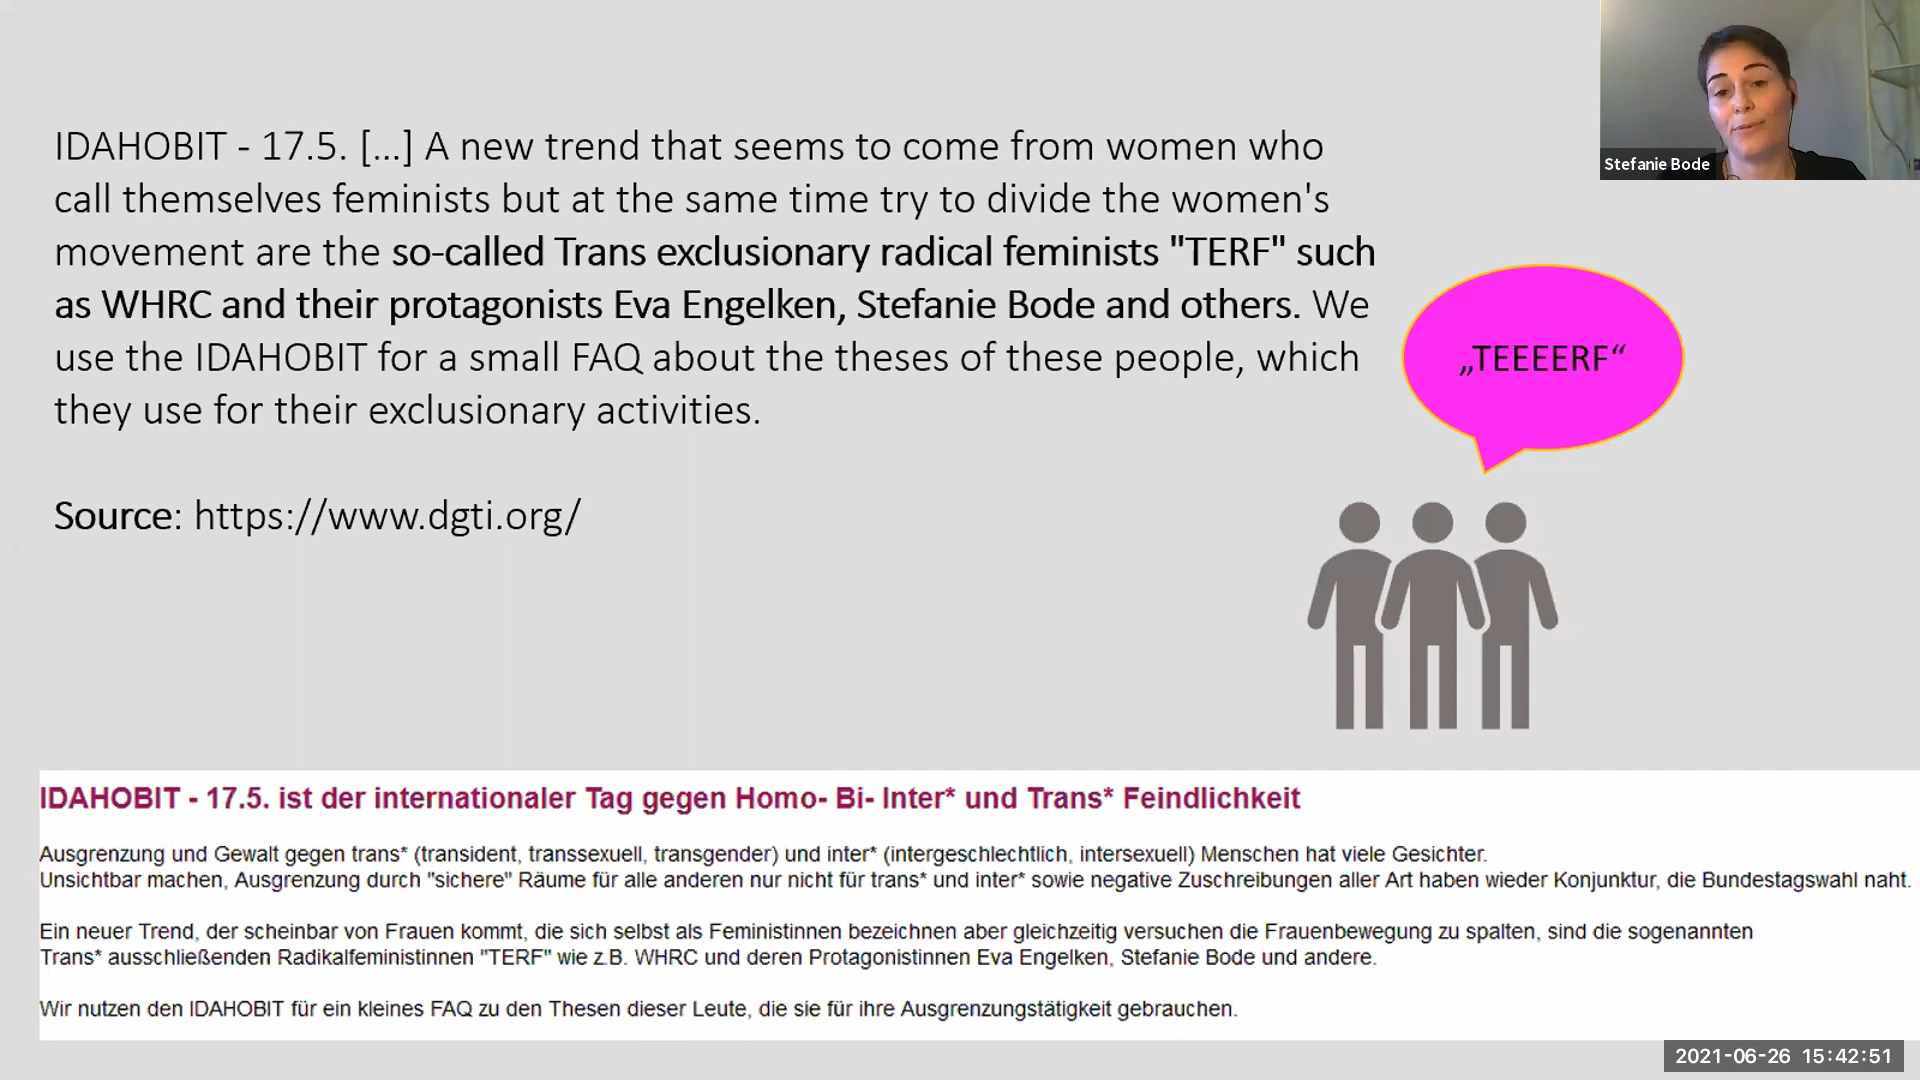 IDAHOBIT - 17.5. [...] A new trend that seems to come from women who
call themselves feminists but at the same time try to divide the women's
movement are the so-called Trans exclusionary radical feminists "TERF" such
as WHRC and their protagonists Eva Engelken, Stefanie Bode and others. We
use the IDAHOBIT for a small FAQ about the theses of these people, which
they use for their exclusionary activities.
Source: https://www.dgti.org/
Stefanie Bode
„TEEEERF“
IDAHOBIT - 17.5. ist der internationaler Tag gegen Homo- Bi- Inter* und Trans* Feindlichkeit
Ausgrenzung und Gewalt gegen trans* (transident, transsexuell, transgender) und inter* (intergeschlechtlich, intersexuell) Menschen hat viele Gesichter.
Unsichtbar machen, Ausgrenzung durch "sichere" Räume für alle anderen nur nicht für trans* und inter* sowie negative Zuschreibungen aller Art haben wieder Konjunktur, die Bundestagswahl naht.
Ein neuer Trend, der scheinbar von Frauen kommt, die sich selbst als Feministinnen bezeichnen aber gleichzeitig versuchen die Frauenbewegung zu spalten, sind die sogenannten
Trans* ausschließenden Radikalfeministinnen "TERF" wie z.B. WHRC und deren Protagonistinnen Eva Engelken, Stefanie Bode und andere.
Wir nutzen den IDAHOBIT für ein kleines FAQ zu den Thesen dieser Leute, die sie für ihre Ausgrenzungstätigkeit gebrauchen.
2021-06-26 15:42:51